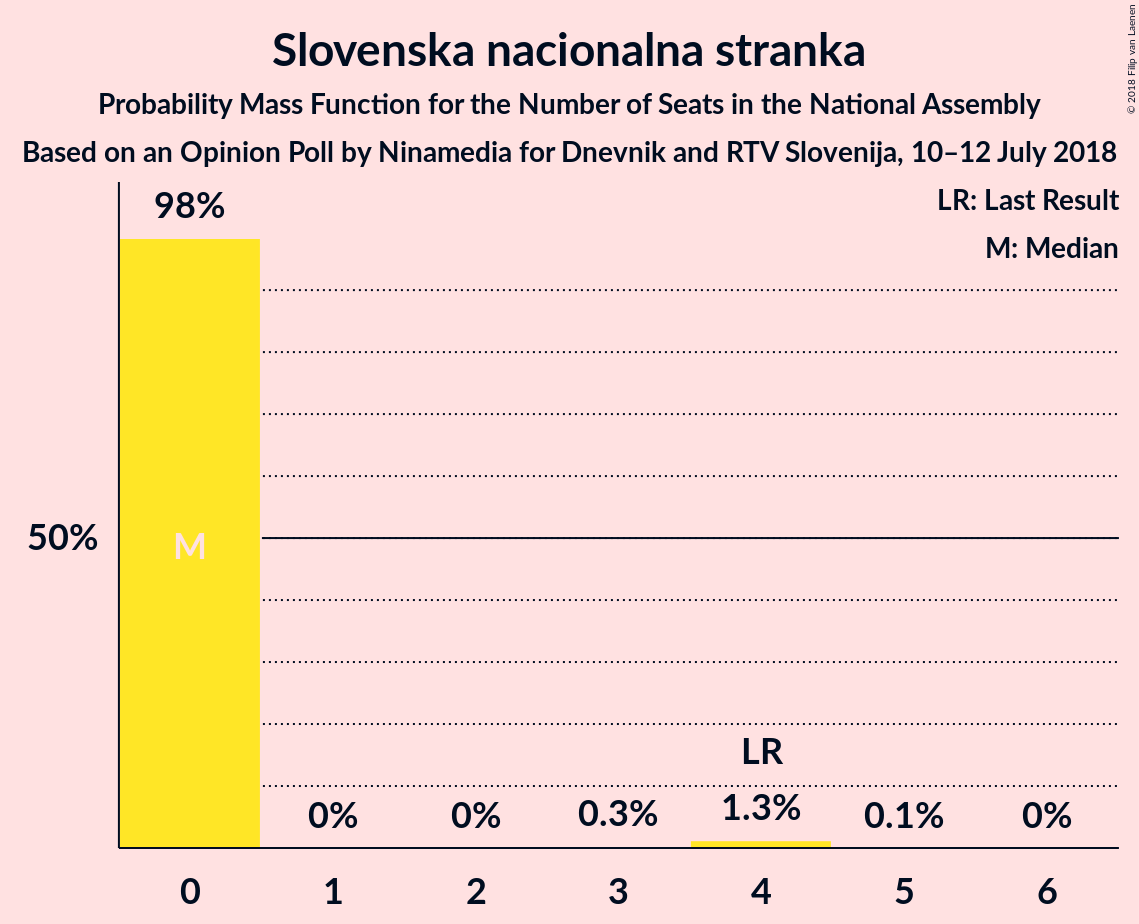 Slovenska nacionalna stranka
Probability Mass Function for the Number of Seats in the National Assembly
Based on an Opinion Poll by Ninamedia for Dnevnik and RTV Slovenija, 10–12 July 2018
© 2018 Filip van Laenen
LR: Last Result
M: Median
98%
50%
M
LR
0% 0% 0.3% 1.3% 0.1% 0%
0 1 2 3 4 5 6